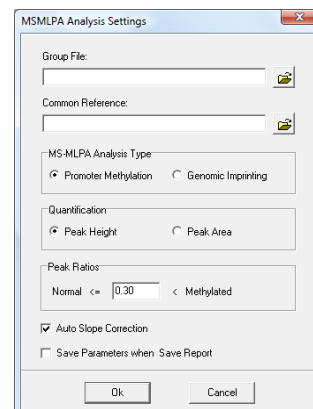 MSMLPA Analysis Settings
Group File:
Common Reference:
MS-MLPA Analysis Type
Promoter Methylation Genomic Imprinting
Quantification
Peak Height Peak Area
Peak Ratios
Normal <= 0.30 < Methylated
Auto Slope Correction
Save Parameters when Save Report
Ok Cancel